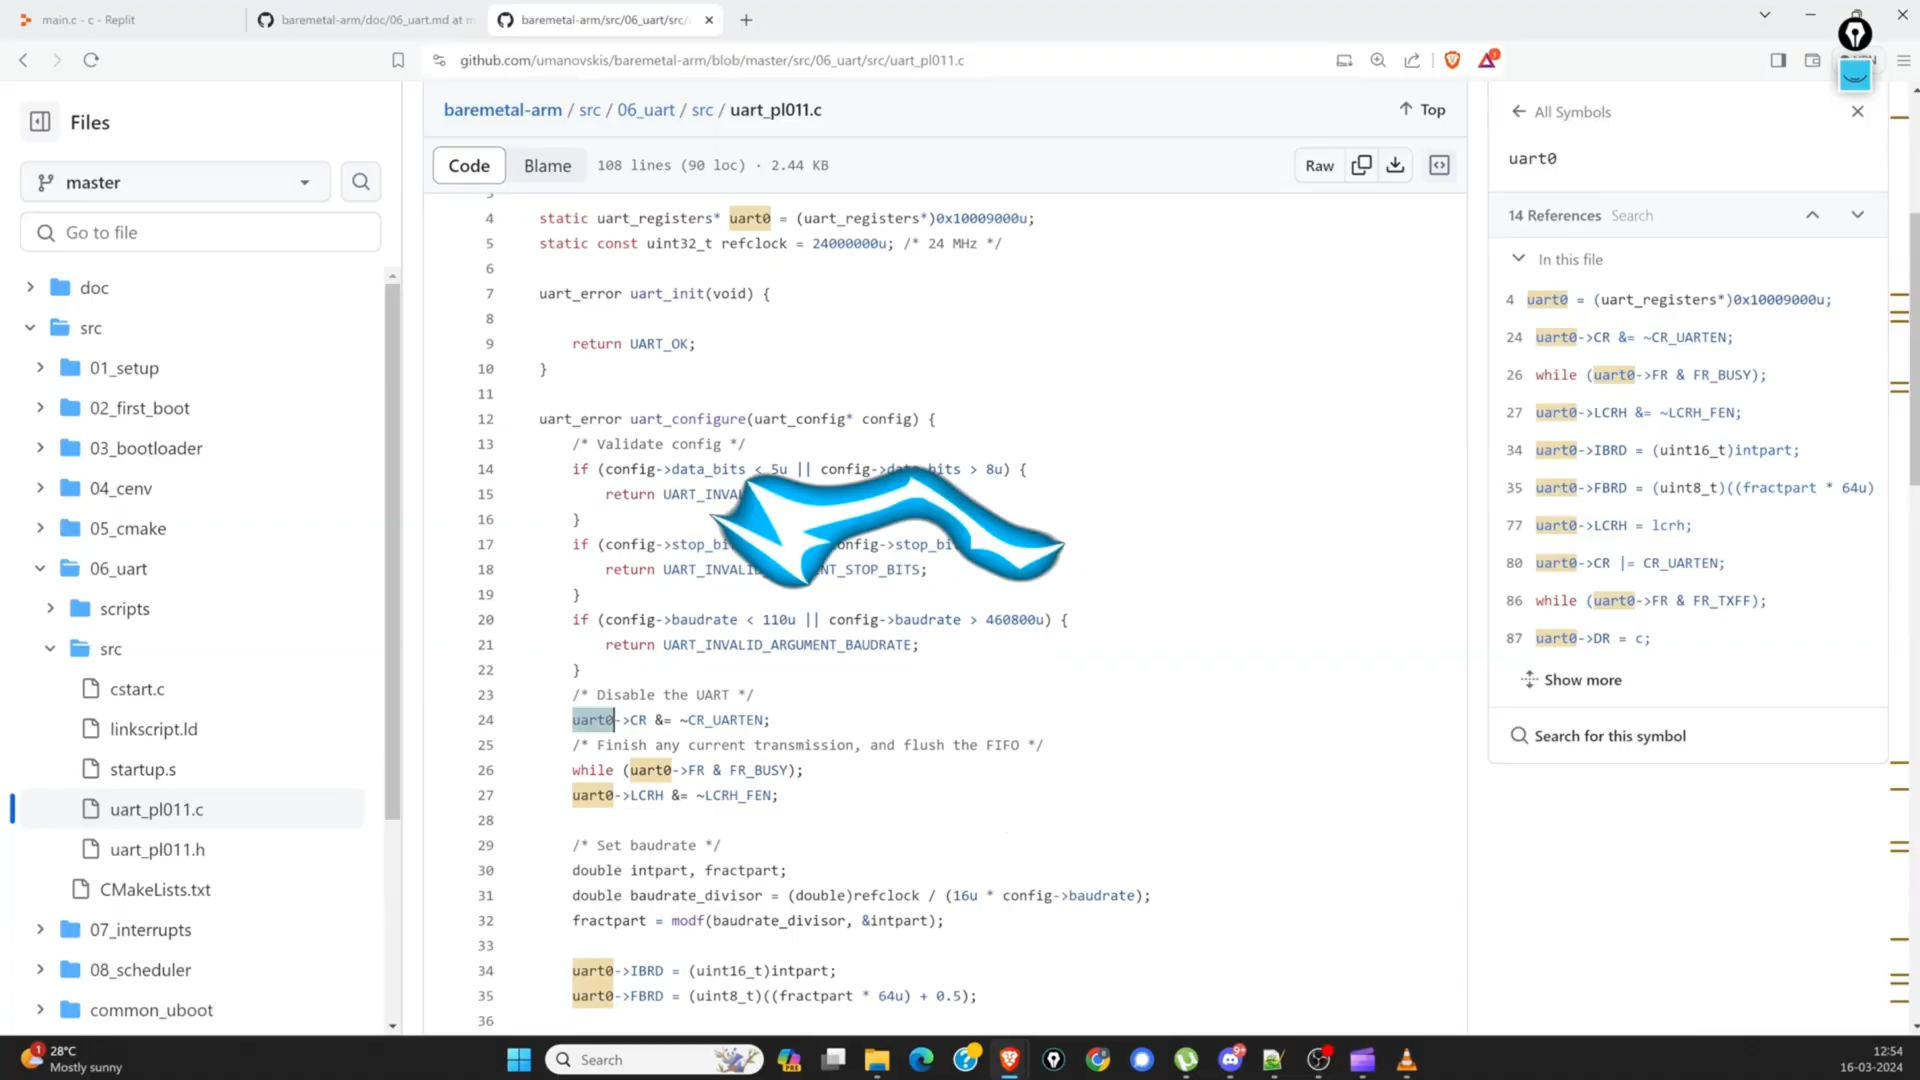 main.c - c - Replit
baremetal-arm/doc/06_uart.md at m
baremetal-arm/src/06_uart/src/
github.com/umanovskis/baremetal-arm/blob/master/src/06_uart/src/uart_pl011.c
Files
master
Go to file
doc
src
01_setup
02_first_boot
03_bootloader
04_cenv
05_cmake
06_uart
scripts
src
cstart.c
linkscript.ld
startup.s
uart_pl011.c
uart_pl011.h
CMakeLists.txt
07_interrupts
08_scheduler
common_uboot
baremetal-arm / src / 06_uart / src / uart_pl011.c
Top
Code Blame 108 lines (90 loc) · 2.44 KB
Raw
4 static uart_registers* uart0 = (uart_registers*)0x10009000u;
5 static const uint32_t refclock = 24000000u; /* 24 MHz */
6
7 uart_error uart_init(void) {
8
9 return UART_OK;
10 }
11
12 uart_error uart_configure(uart_config* config) {
13 /* Validate config */
14 if (config->data_bits < 5u || config->data_bits > 8u) {
15 return UART_INVA
16 }
17 if (config->stop_bi onfig->stop_bi
18 return UART_INVALID NT_STOP_BITS;
19 }
20 if (config->baudrate < 110u || config->baudrate > 460800u) {
21 return UART_INVALID_ARGUMENT_BAUDRATE;
22 }
23 /* Disable the UART */
24 uart0->CR &= ~CR_UARTEN;
25 /* Finish any current transmission, and flush the FIFO */
26 while (uart0->FR & FR_BUSY);
27 uart0->LCRH &= ~LCRH_FEN;
28
29 /* Set baudrate */
30 double intpart, fractpart;
31 double baudrate_divisor = (double)refclock / (16u * config->baudrate);
32 fractpart = modf(baudrate_divisor, &intpart);
33
34 uart0->IBRD = (uint16_t)intpart;
35 uart0->FBRD = (uint8_t)((fractpart * 64u) + 0.5);
36
All Symbols
uart0
14 References Search
In this file
4 uart0 = (uart_registers*)0x10009000u;
24 uart0->CR &= ~CR_UARTEN;
26 while (uart0->FR & FR_BUSY);
27 uart0->LCRH &= ~LCRH_FEN;
34 uart0->IBRD = (uint16_t)intpart;
35 uart0->FBRD = (uint8_t)((fractpart * 64u)
77 uart0->LCRH = lcrh;
80 uart0->CR |= CR_UARTEN;
86 while (uart0->FR & FR_TXFF);
87 uart0->DR = c;
Show more
Search for this symbol
1
28°C
Mostly sunny
Search
12:54
16-03-2024